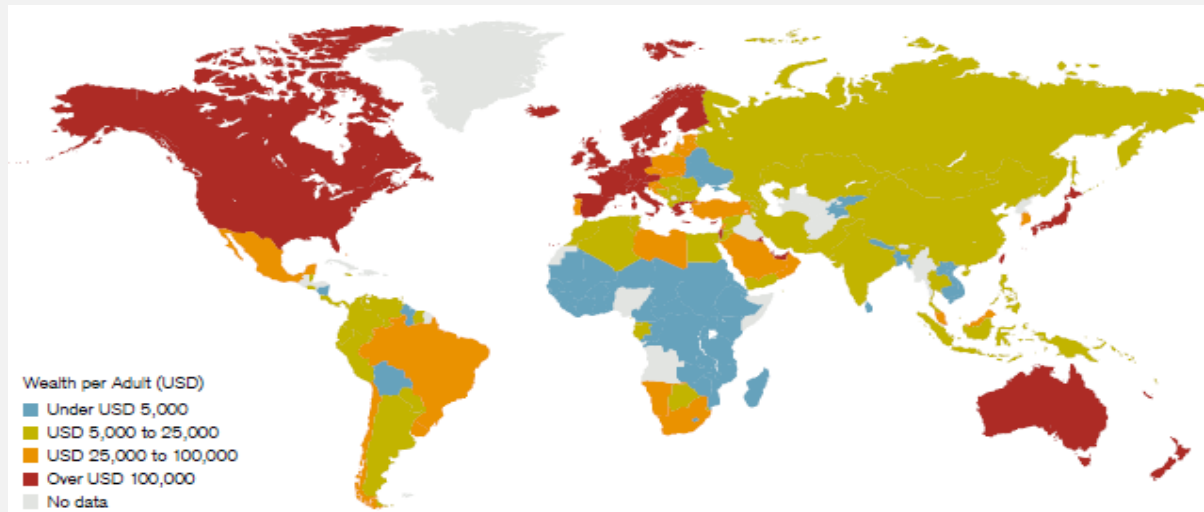 Wealth per Adult (USD)
Under USD 5,000
USD 5,000 to 25,000
USD 25,000 to 100,000
Over USD 100,000
No data